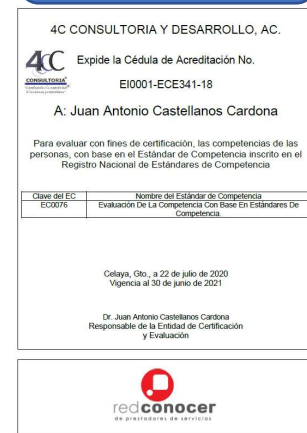 4C CONSULTORIA Y DESARROLLO, AC.
4CC
CONSULTORIA
Expide la Cédula de Acreditación No.
EI0001-ECE341-18
A: Juan Antonio Castellanos Cardona
Para evaluar con fines de certificación, las competencias de las
personas, con base en el Estándar de Competencia inscrito en el
Registro Nacional de Estándares de Competencia
Clave del EC Nombre del Estándar de Competencia
EC0076 Evaluación De La Competencia Con Base En Estándares De
Competencia.
Celaya, Gto., a 22 de julio de 2020
Vigencia al 30 de junio de 2021
Dr. Juan Antonio Castellanos Cardona
Responsable de la Entidad de Certificación
y Evaluación
redconocer
de prestadores de servicios